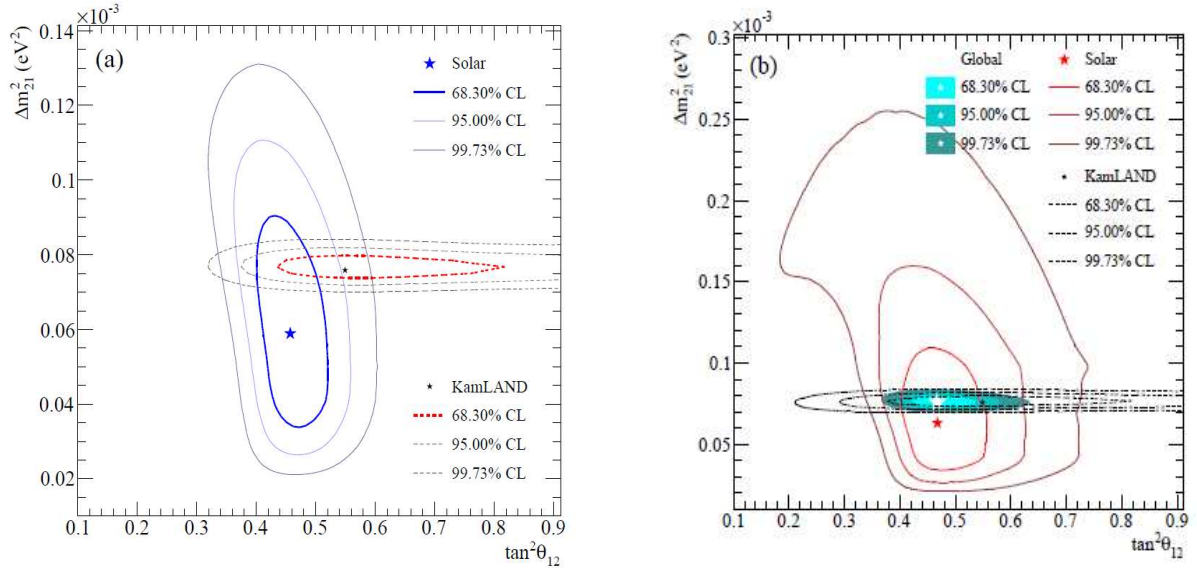 ×10⁻³
0.14
0.12
0.1
0.08
0.06
0.04
0.02
Δm²₂₁ (eV²)
(a)
Solar
68.30% CL
95.00% CL
99.73% CL
KamLAND
68.30% CL
95.00% CL
99.73% CL
0.1 0.2 0.3 0.4 0.5 0.6 0.7 0.8 0.9
tan²θ₁₂
×10⁻³
0.3
0.25
0.2
0.15
0.1
0.05
Δm²₂₁ (eV²)
(b)
Global
68.30% CL
95.00% CL
99.73% CL
Solar
68.30% CL
95.00% CL
99.73% CL
KamLAND
68.30% CL
95.00% CL
99.73% CL
0.1 0.2 0.3 0.4 0.5 0.6 0.7 0.8 0.9
tan²θ₁₂